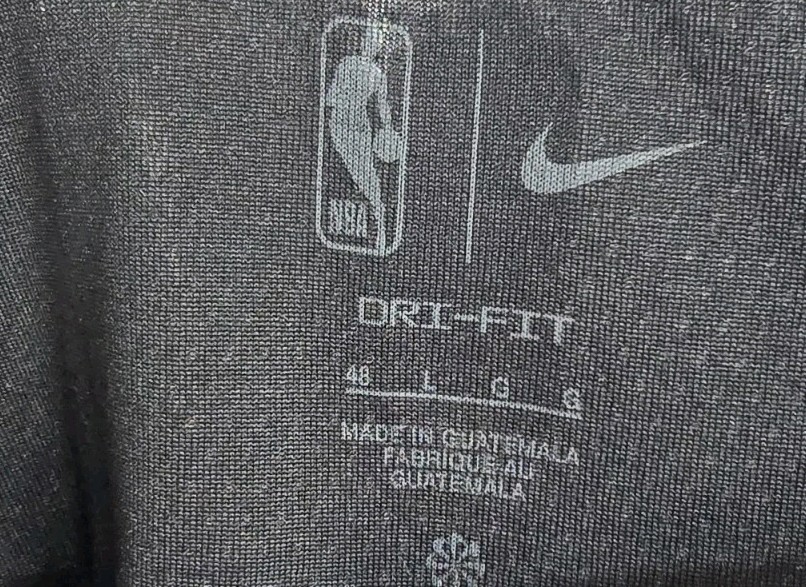 NBA
DRI-FIT
48 L G G
MADE IN GUATEMALA
FABRIQUE AU
GUATEMALA